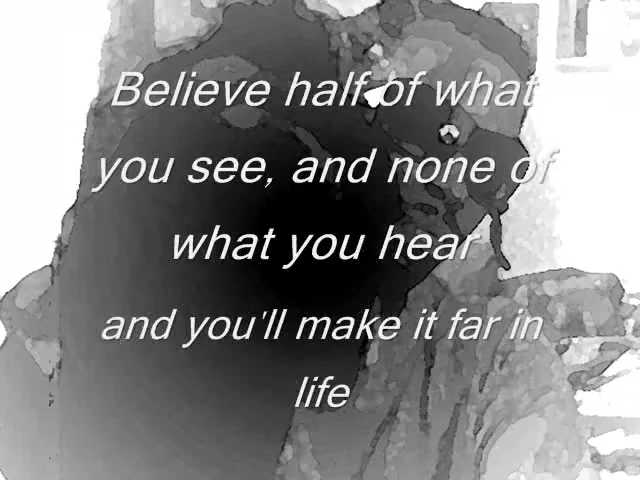 Believe half of what
you see, and none of
what you hear
and you'll make it far in
life